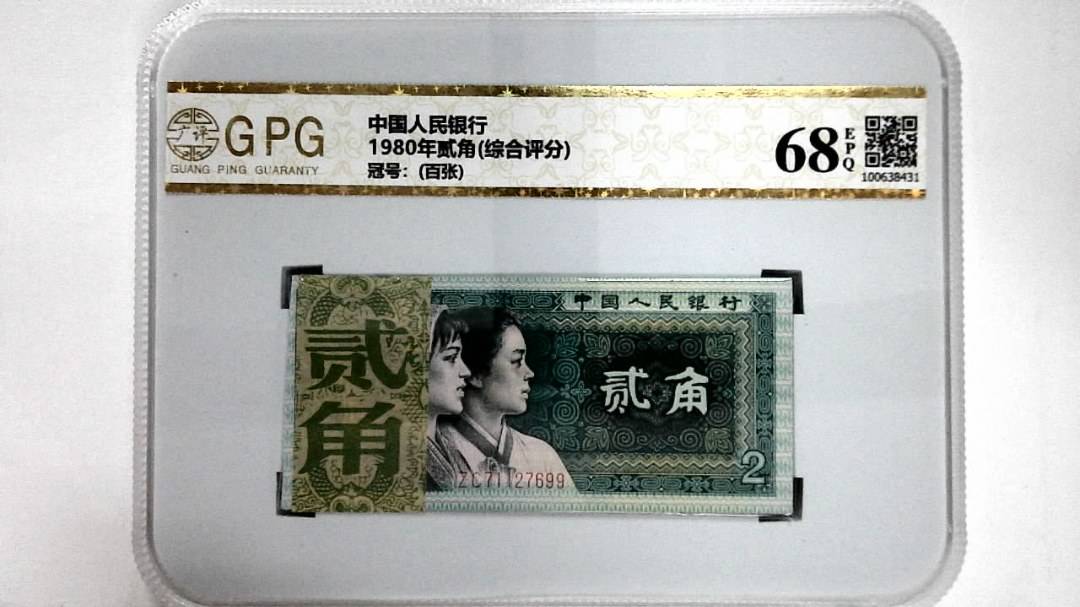 广评
GPG
GUANG PING GUARANTY
中国人民银行
1980年贰角(综合评分)
冠号：(百张)
68
EPQ
100638431
贰角
中国人民银行
贰角
2
ZC71127699